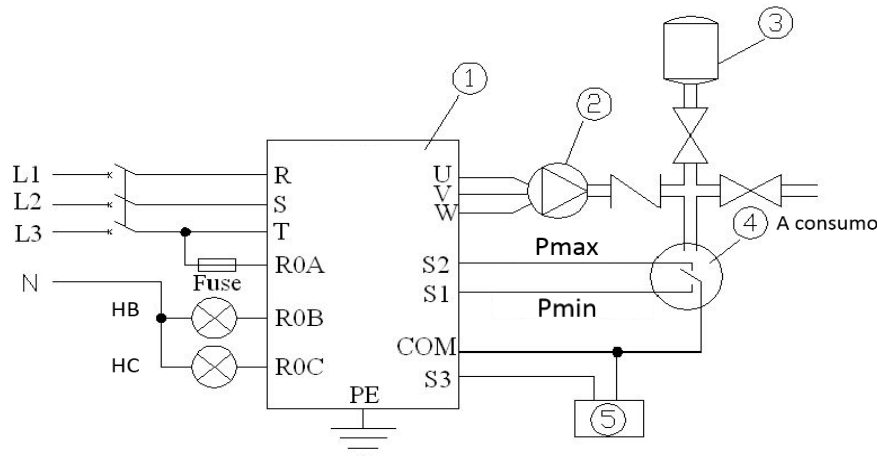 3
1
2
L1
R
U
L2
S
V
L3
T
W
4
A consumo
Pmax
R0A
S2
Fuse
N
S1
Pmin
HB
R0B
COM
HC
R0C
S3
PE
5